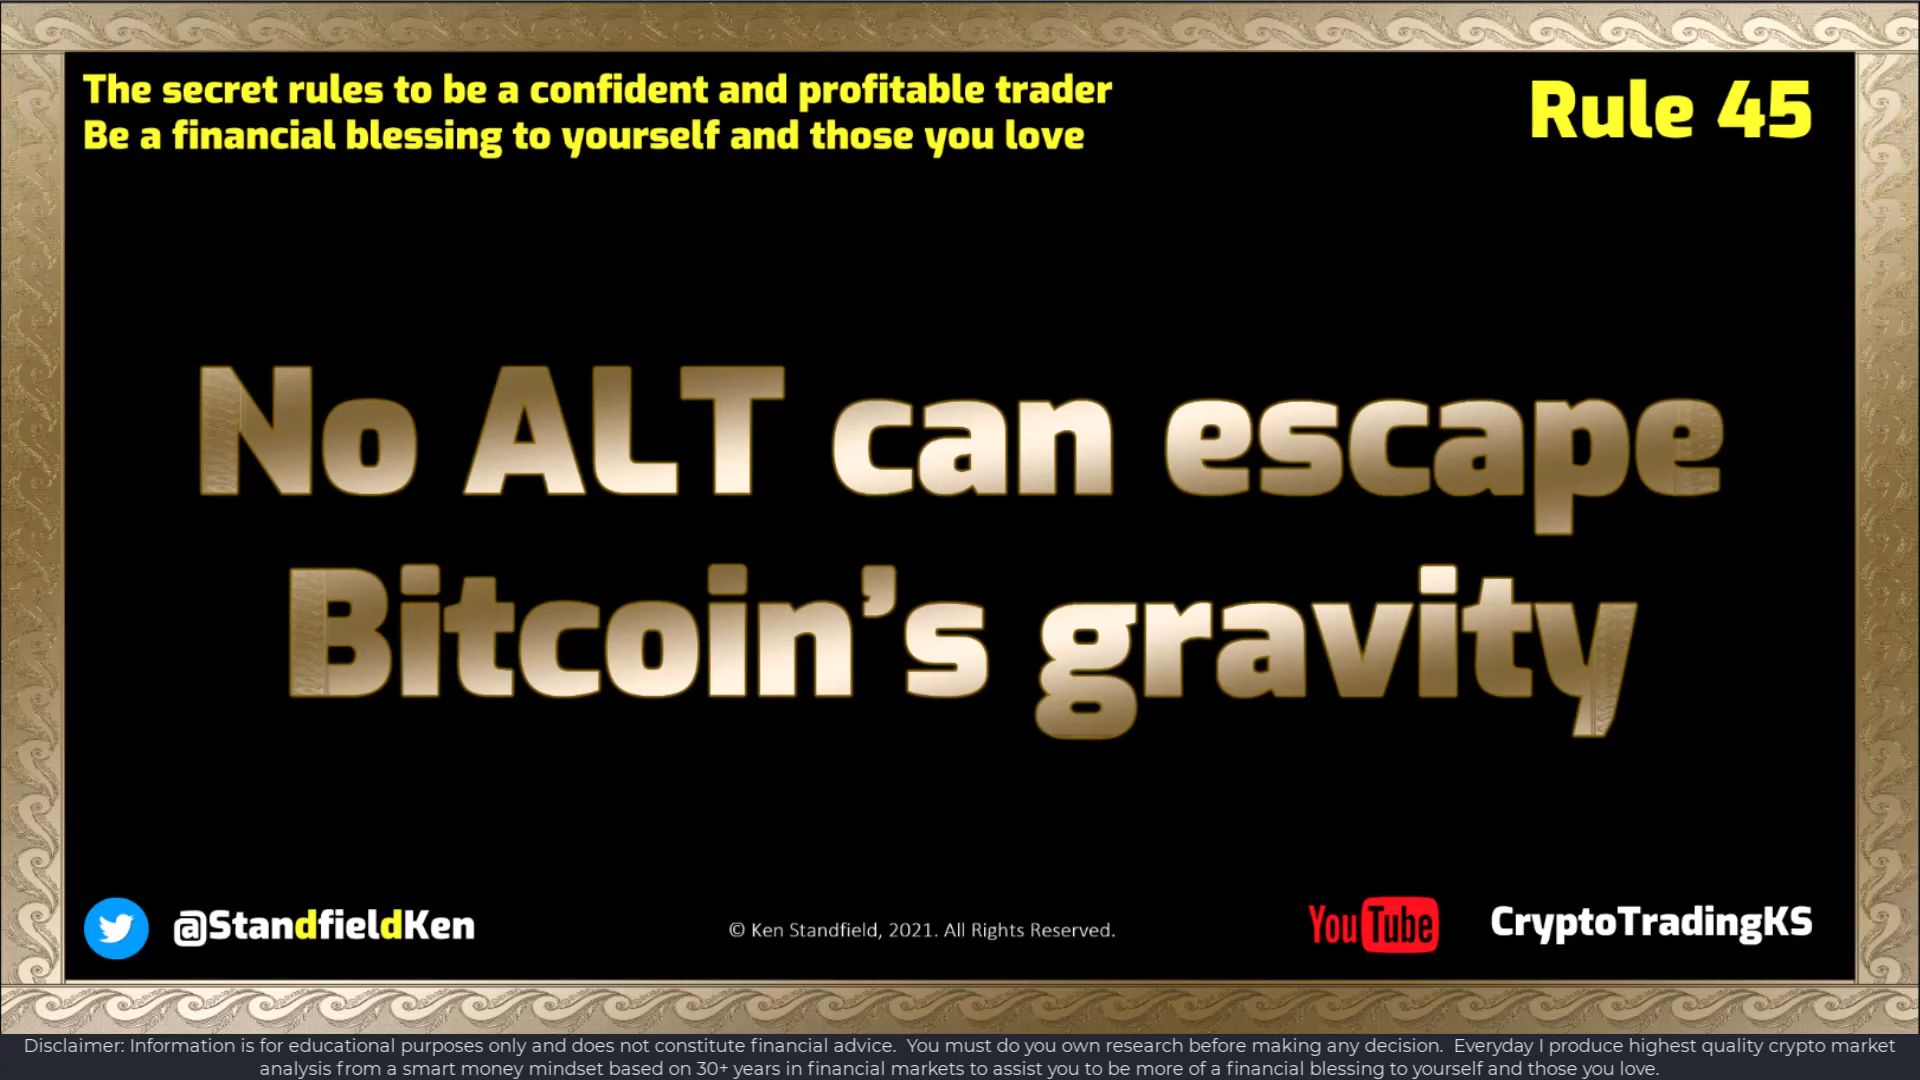 The secret rules to be a confident and profitable trader
Be a financial blessing to yourself and those you love
Rule 45
No ALT can escape
Bitcoin’s gravity
@StandfieldKen
© Ken Standfield, 2021. All Rights Reserved.
YouTube
CryptoTradingKS
Disclaimer: Information is for educational purposes only and does not constitute financial advice.  You must do you own research before making any decision.  Everyday I produce highest quality crypto market
analysis from a smart money mindset based on 30+ years in financial markets to assist you to be more of a financial blessing to yourself and those you love.